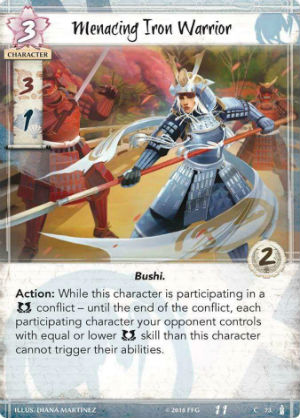 3
Menacing Iron Warrior
CHARACTER
3
1
2
Bushi.
Action: While this character is participating in a
conflict – until the end of the conflict, each
participating character your opponent controls
with equal or lower skill than this character
cannot trigger their abilities.
ILLUS. DIANA MARTINEZ © 2018 FFG 11 C 73